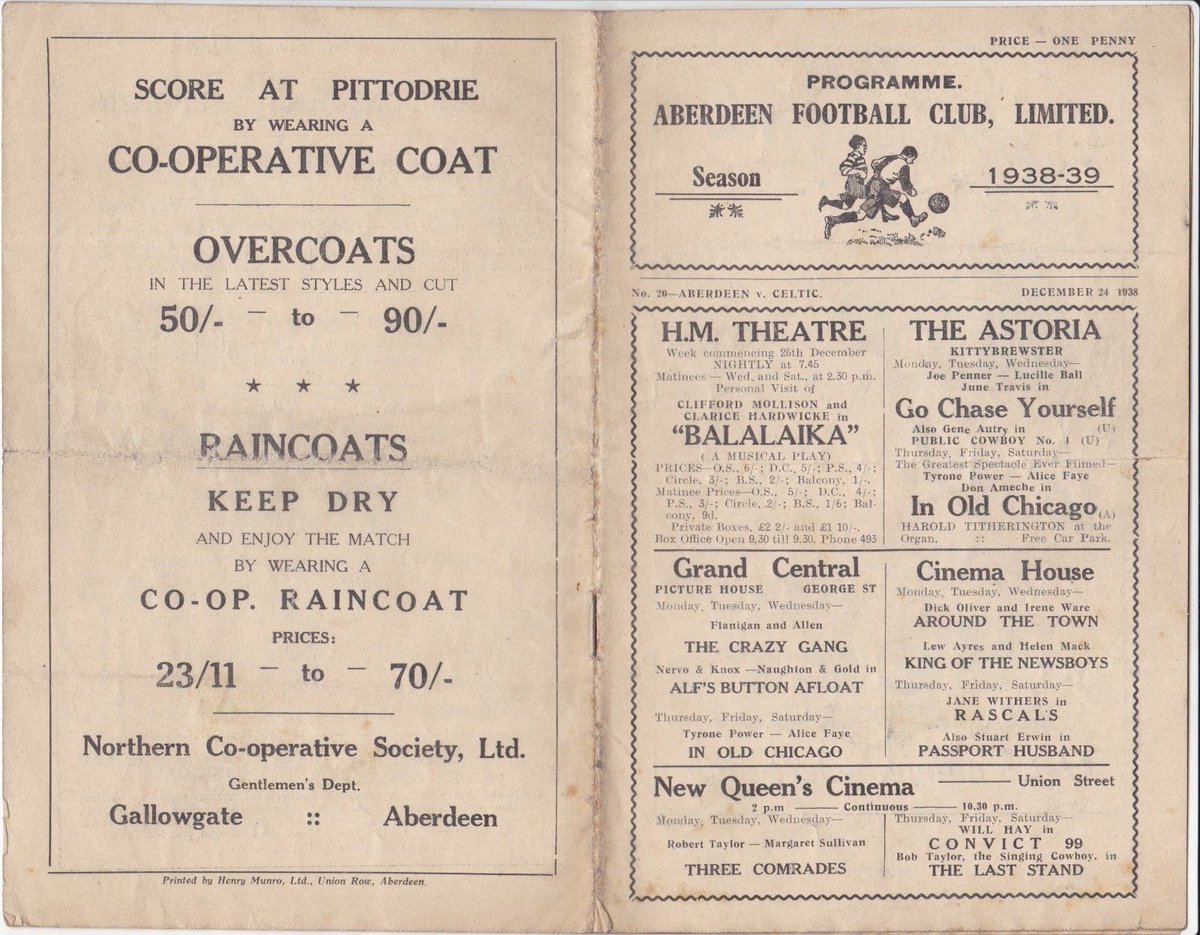 SCORE AT PITTODRIE
BY WEARING A
CO-OPERATIVE COAT
OVERCOATS
IN THE LATEST STYLES AND CUT
50/- — to — 90/-
★ ★ ★
RAINCOATS
KEEP DRY
AND ENJOY THE MATCH
BY WEARING A
CO-OP. RAINCOAT
PRICES:
23/11 — to — 70/-
Northern Co-operative Society, Ltd.
Gentlemen's Dept.
Gallowgate :: Aberdeen
Printed by Henry Munro, Ltd., Union Row, Aberdeen.
PRICE — ONE PENNY
PROGRAMME.
ABERDEEN FOOTBALL CLUB, LIMITED.
Season 1938-39
No. 20—ABERDEEN v. CELTIC. DECEMBER 24 1938
H.M. THEATRE
Week commencing 26th December
NIGHTLY at 7.45
Matinees — Wed. and Sat., at 2.30 p.m.
Personal Visit of
CLIFFORD MOLLISON and
CLARICE HARDWICKE in
"BALALAIKA"
(A MUSICAL PLAY)
PRICES—O.S., 6/-; D.C., 5/-; P.S., 4/-;
Circle, 3/-; B.S., 2/-; Balcony, 1/-.
Matinee Prices—O.S., 5/-; D.C., 4/-;
P.S., 3/-; Circle, 2/-; B.S., 1/6; Bal-
cony, 9d.
Private Boxes, £2 2/- and £1 10/-.
Box Office Open 9.30 till 9.30. Phone 493
THE ASTORIA
KITTYBREWSTER
Monday, Tuesday, Wednesday—
Joe Penner — Lucille Ball
June Travis in
Go Chase Yourself
Also Gene Autry in (U)
PUBLIC COWBOY No. 1 (U)
Thursday, Friday, Saturday—
The Greatest Spectacle Ever Filmed—
Tyrone Power — Alice Faye
Don Ameche in
In Old Chicago (A)
HAROLD TITHERINGTON at the
Organ. :: Free Car Park.
Grand Central
PICTURE HOUSE GEORGE ST
Monday, Tuesday, Wednesday—
Flanigan and Allen
THE CRAZY GANG
Nervo & Knox —Naughton & Gold in
ALF'S BUTTON AFLOAT
Thursday, Friday, Saturday—
Tyrone Power — Alice Faye
IN OLD CHICAGO
Cinema House
Monday, Tuesday, Wednesday—
Dick Oliver and Irene Ware
AROUND THE TOWN
Lew Ayres and Helen Mack
KING OF THE NEWSBOYS
Thursday, Friday, Saturday—
JANE WITHERS in
RASCAL'S
Also Stuart Erwin in
PASSPORT HUSBAND
New Queen's Cinema ——— Union Street
2 p.m ——— Continuous ——— 10.30 p.m.
Monday, Tuesday, Wednesday—
Robert Taylor — Margaret Sullivan
THREE COMRADES
Thursday, Friday, Saturday—
WILL HAY in
CONVICT 99
Bob Taylor, the Singing Cowboy, in
THE LAST STAND